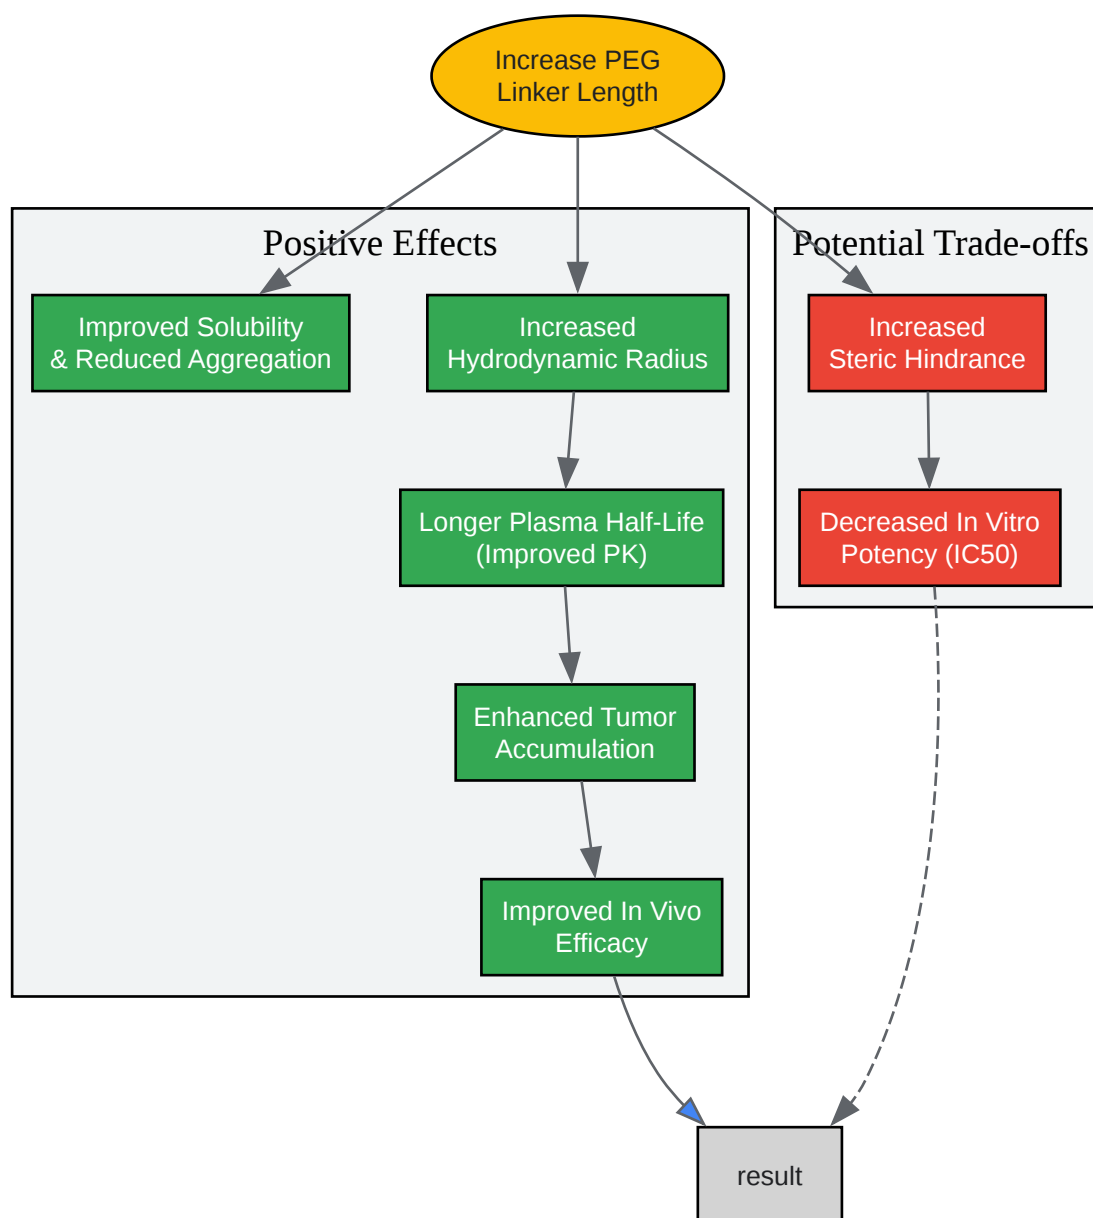 Increase PEG
Linker Length
Positive Effects
Potential Trade-offs
Improved Solubility
& Reduced Aggregation
Increased
Hydrodynamic Radius
Increased
Steric Hindrance
Longer Plasma Half-Life
(Improved PK)
Decreased In Vitro
Potency (IC50)
Enhanced Tumor
Accumulation
Improved In Vivo
Efficacy
result